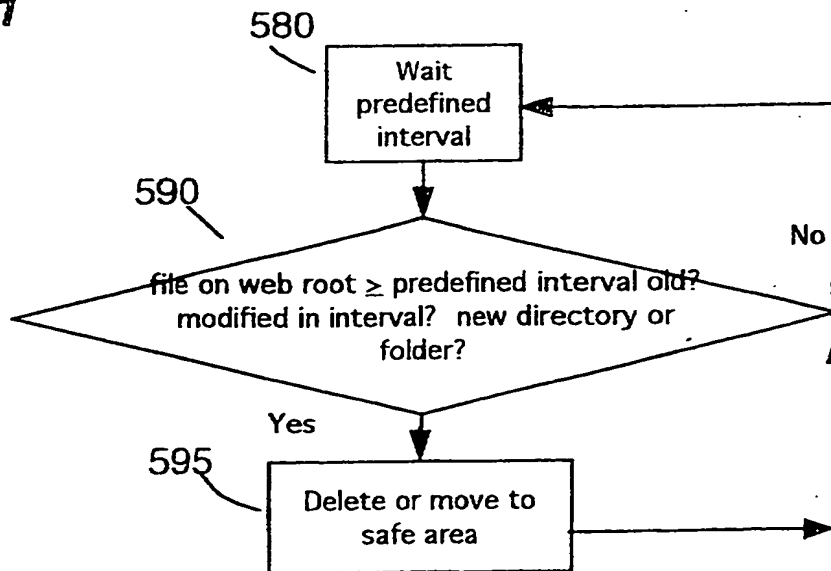 580
Wait
predefined
interval
590
No
file on web root ≥ predefined interval old?
modified in interval? new directory or
folder?
Yes
595
Delete or move to
safe area